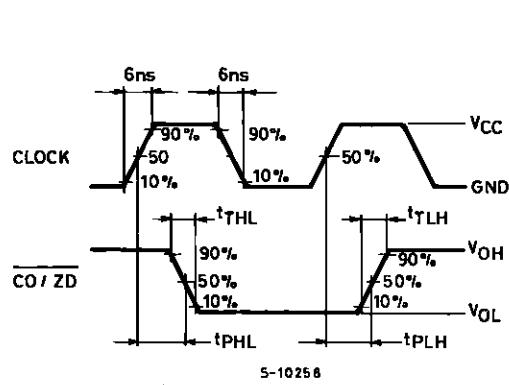 6ns 6ns
90% 90% VCC
CLOCK 50 50%
10% 10% GND
tTHL tTLH
90% 90% VOH
CO / ZD 50% 50%
10% 10% VOL
tPHL tPLH
S-10256